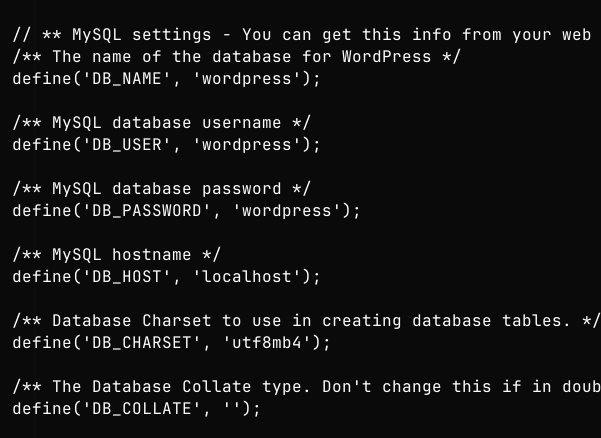 // ** MySQL settings - You can get this info from your web
/** The name of the database for WordPress */
define('DB_NAME', 'wordpress');
/** MySQL database username */
define('DB_USER', 'wordpress');
/** MySQL database password */
define('DB_PASSWORD', 'wordpress');
/** MySQL hostname */
define('DB_HOST', 'localhost');
/** Database Charset to use in creating database tables. */
define('DB_CHARSET', 'utf8mb4');
/** The Database Collate type. Don't change this if in doub
define('DB_COLLATE', '');